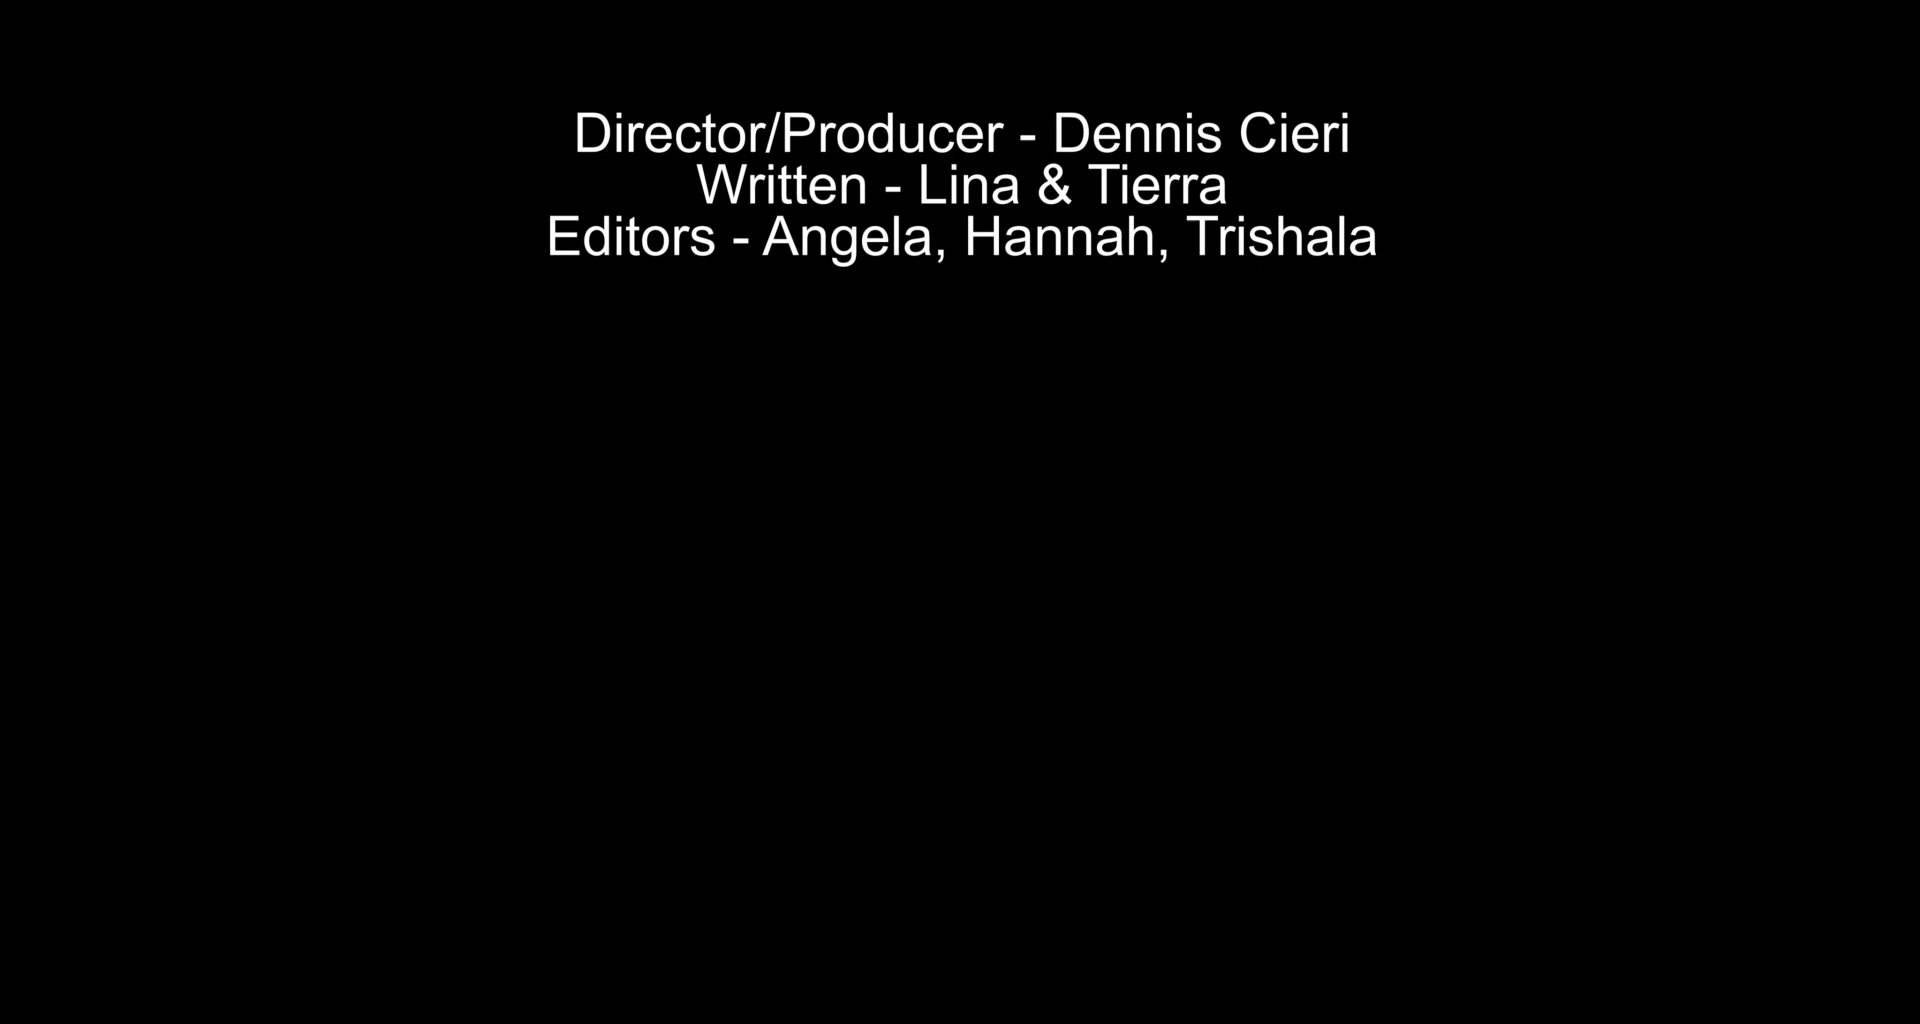 Director/Producer - Dennis Cieri
Written - Lina & Tierra
Editors - Angela, Hannah, Trishala